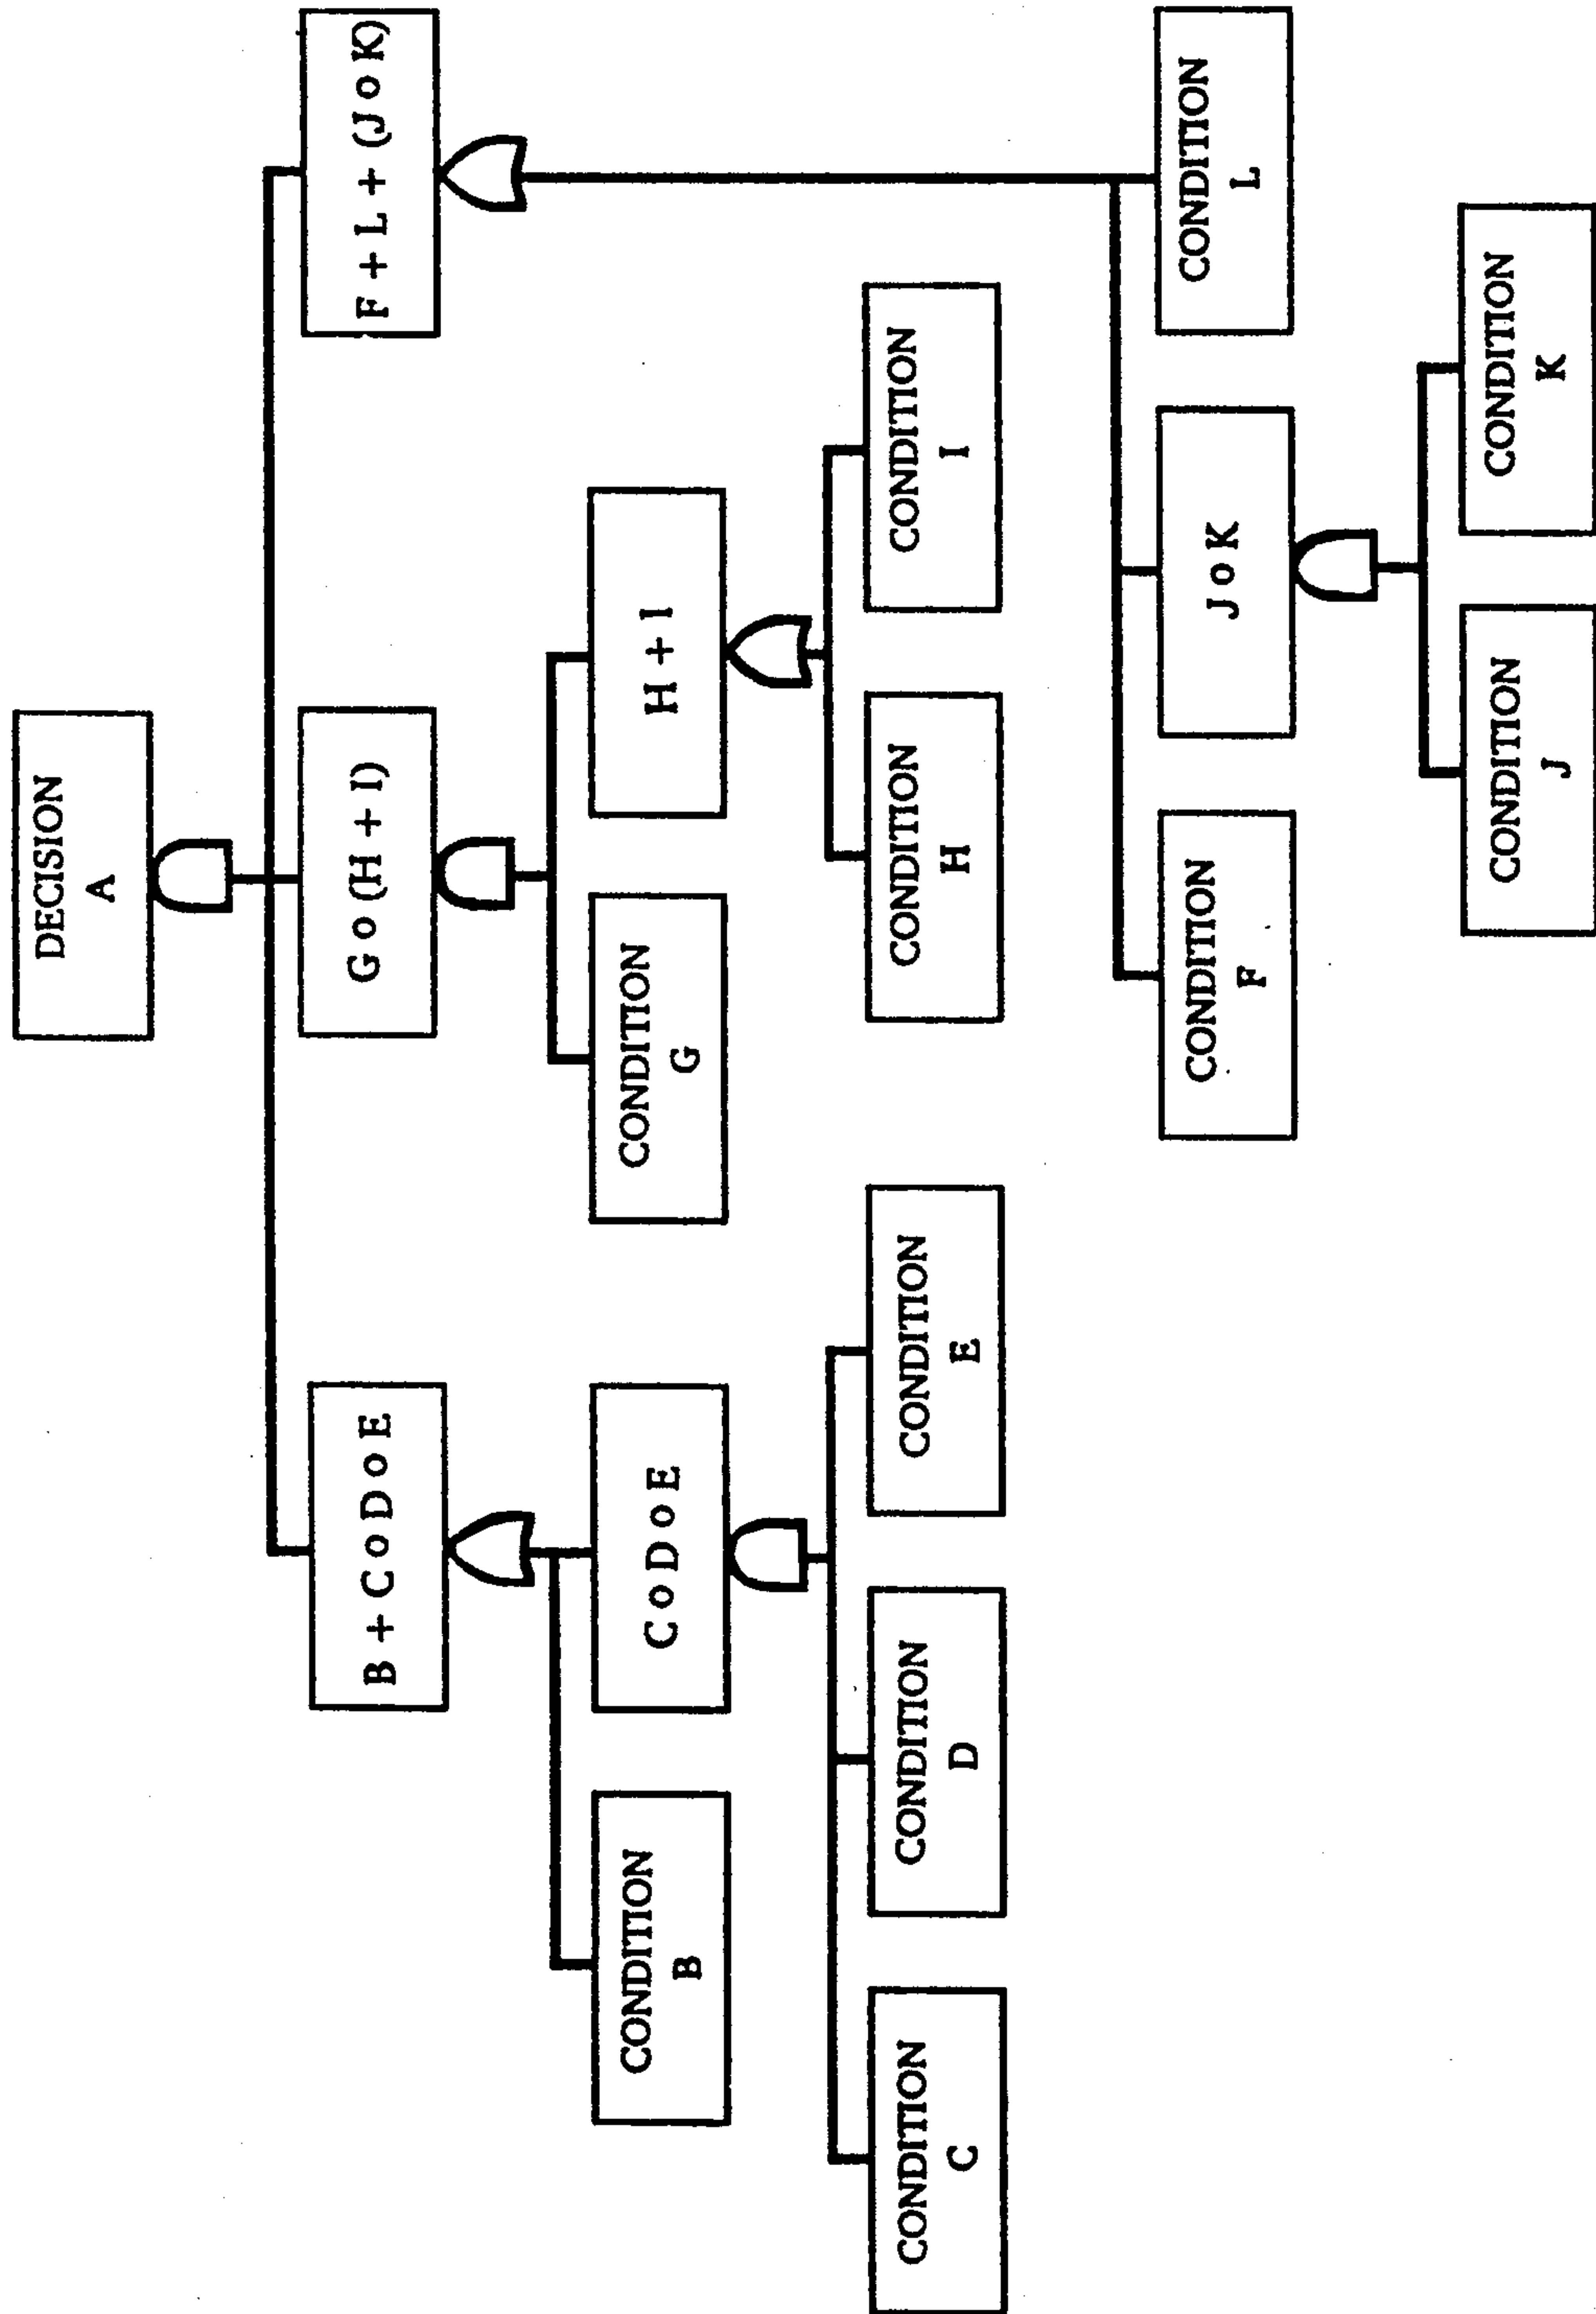 DECISION
A
B + C o D o E
G o (H + I)
F + L + (J o K)
CONDITION
B
C o D o E
CONDITION
G
H + I
CONDITION
C
CONDITION
D
CONDITION
E
CONDITION
H
CONDITION
I
CONDITION
F
J o K
CONDITION
L
CONDITION
J
CONDITION
K